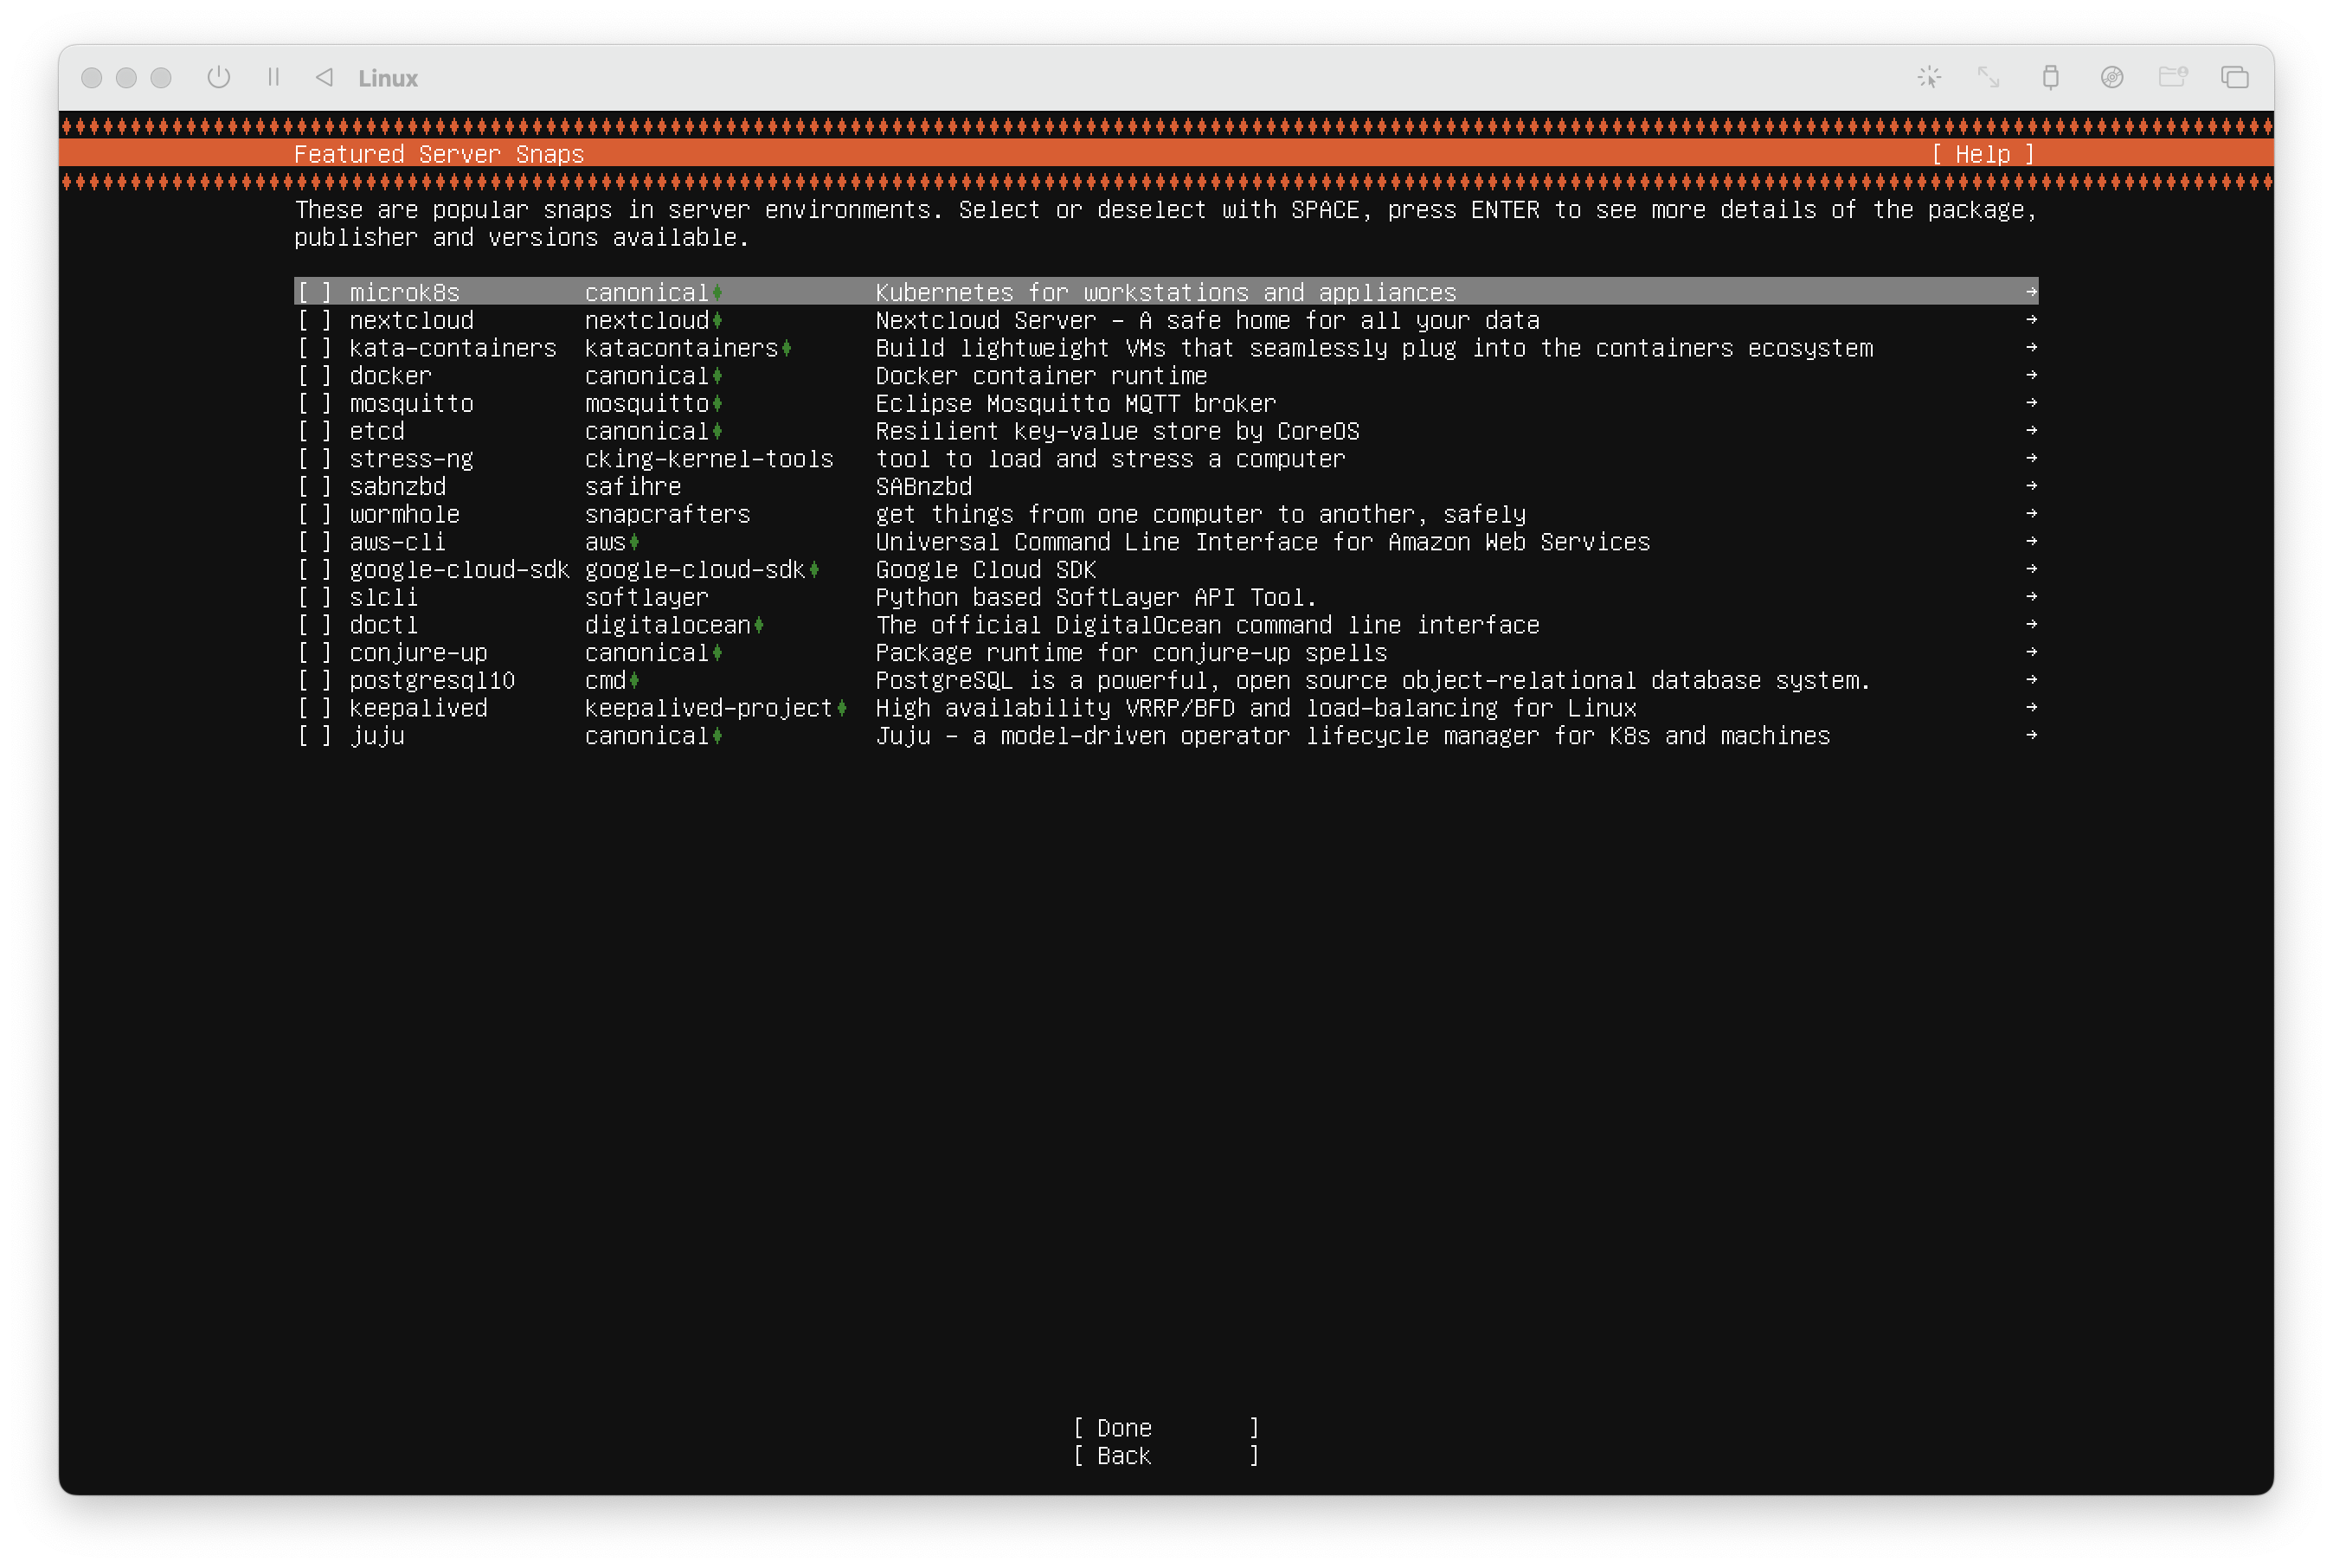 Linux
Featured Server Snaps [ Help ]
These are popular snaps in server environments. Select or deselect with SPACE, press ENTER to see more details of the package,
publisher and versions available.
[ ] microk8s canonical♦ Kubernetes for workstations and appliances →
[ ] nextcloud nextcloud♦ Nextcloud Server - A safe home for all your data →
[ ] kata-containers katacontainers♦ Build lightweight VMs that seamlessly plug into the containers ecosystem →
[ ] docker canonical♦ Docker container runtime →
[ ] mosquitto mosquitto♦ Eclipse Mosquitto MQTT broker →
[ ] etcd canonical♦ Resilient key-value store by CoreOS →
[ ] stress-ng cking-kernel-tools tool to load and stress a computer →
[ ] sabnzbd safihre SABnzbd →
[ ] wormhole snapcrafters get things from one computer to another, safely →
[ ] aws-cli aws♦ Universal Command Line Interface for Amazon Web Services →
[ ] google-cloud-sdk google-cloud-sdk♦ Google Cloud SDK →
[ ] slcli softlayer Python based SoftLayer API Tool. →
[ ] doctl digitalocean♦ The official DigitalOcean command line interface →
[ ] conjure-up canonical♦ Package runtime for conjure-up spells →
[ ] postgresql10 cmd♦ PostgreSQL is a powerful, open source object-relational database system. →
[ ] keepalived keepalived-project♦ High availability VRRP/BFD and load-balancing for Linux →
[ ] juju canonical♦ Juju - a model-driven operator lifecycle manager for K8s and machines →
[ Done ]
[ Back ]